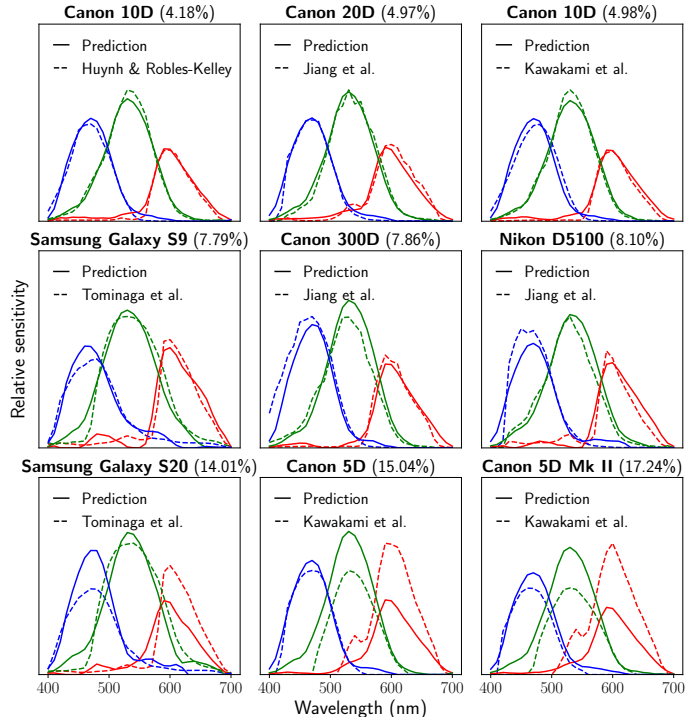 Canon 10D (4.18%)
Canon 20D (4.97%)
Canon 10D (4.98%)
Prediction
Huynh & Robles-Kelley
Prediction
Jiang et al.
Prediction
Kawakami et al.
Samsung Galaxy S9 (7.79%)
Canon 300D (7.86%)
Nikon D5100 (8.10%)
Prediction
Tominaga et al.
Prediction
Jiang et al.
Prediction
Jiang et al.
Relative sensitivity
Samsung Galaxy S20 (14.01%)
Canon 5D (15.04%)
Canon 5D Mk II (17.24%)
Prediction
Tominaga et al.
Prediction
Kawakami et al.
Prediction
Kawakami et al.
400 500 600 700
400 500 600 700
400 500 600 700
Wavelength (nm)